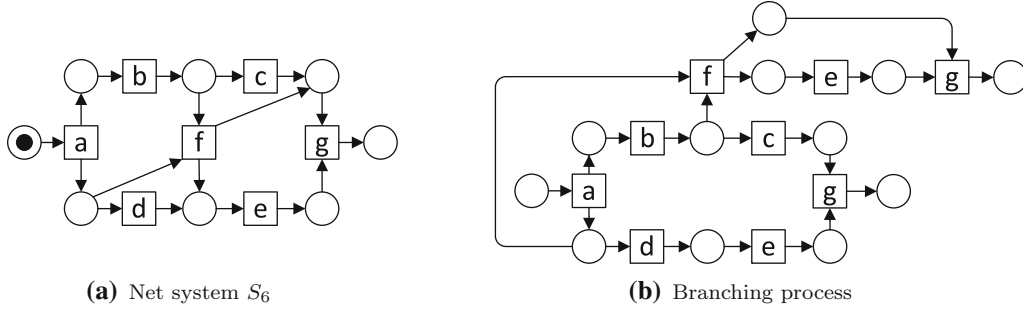 f e g
b c b c
a f g a g
d e d e
(a) Net system S6 (b) Branching process